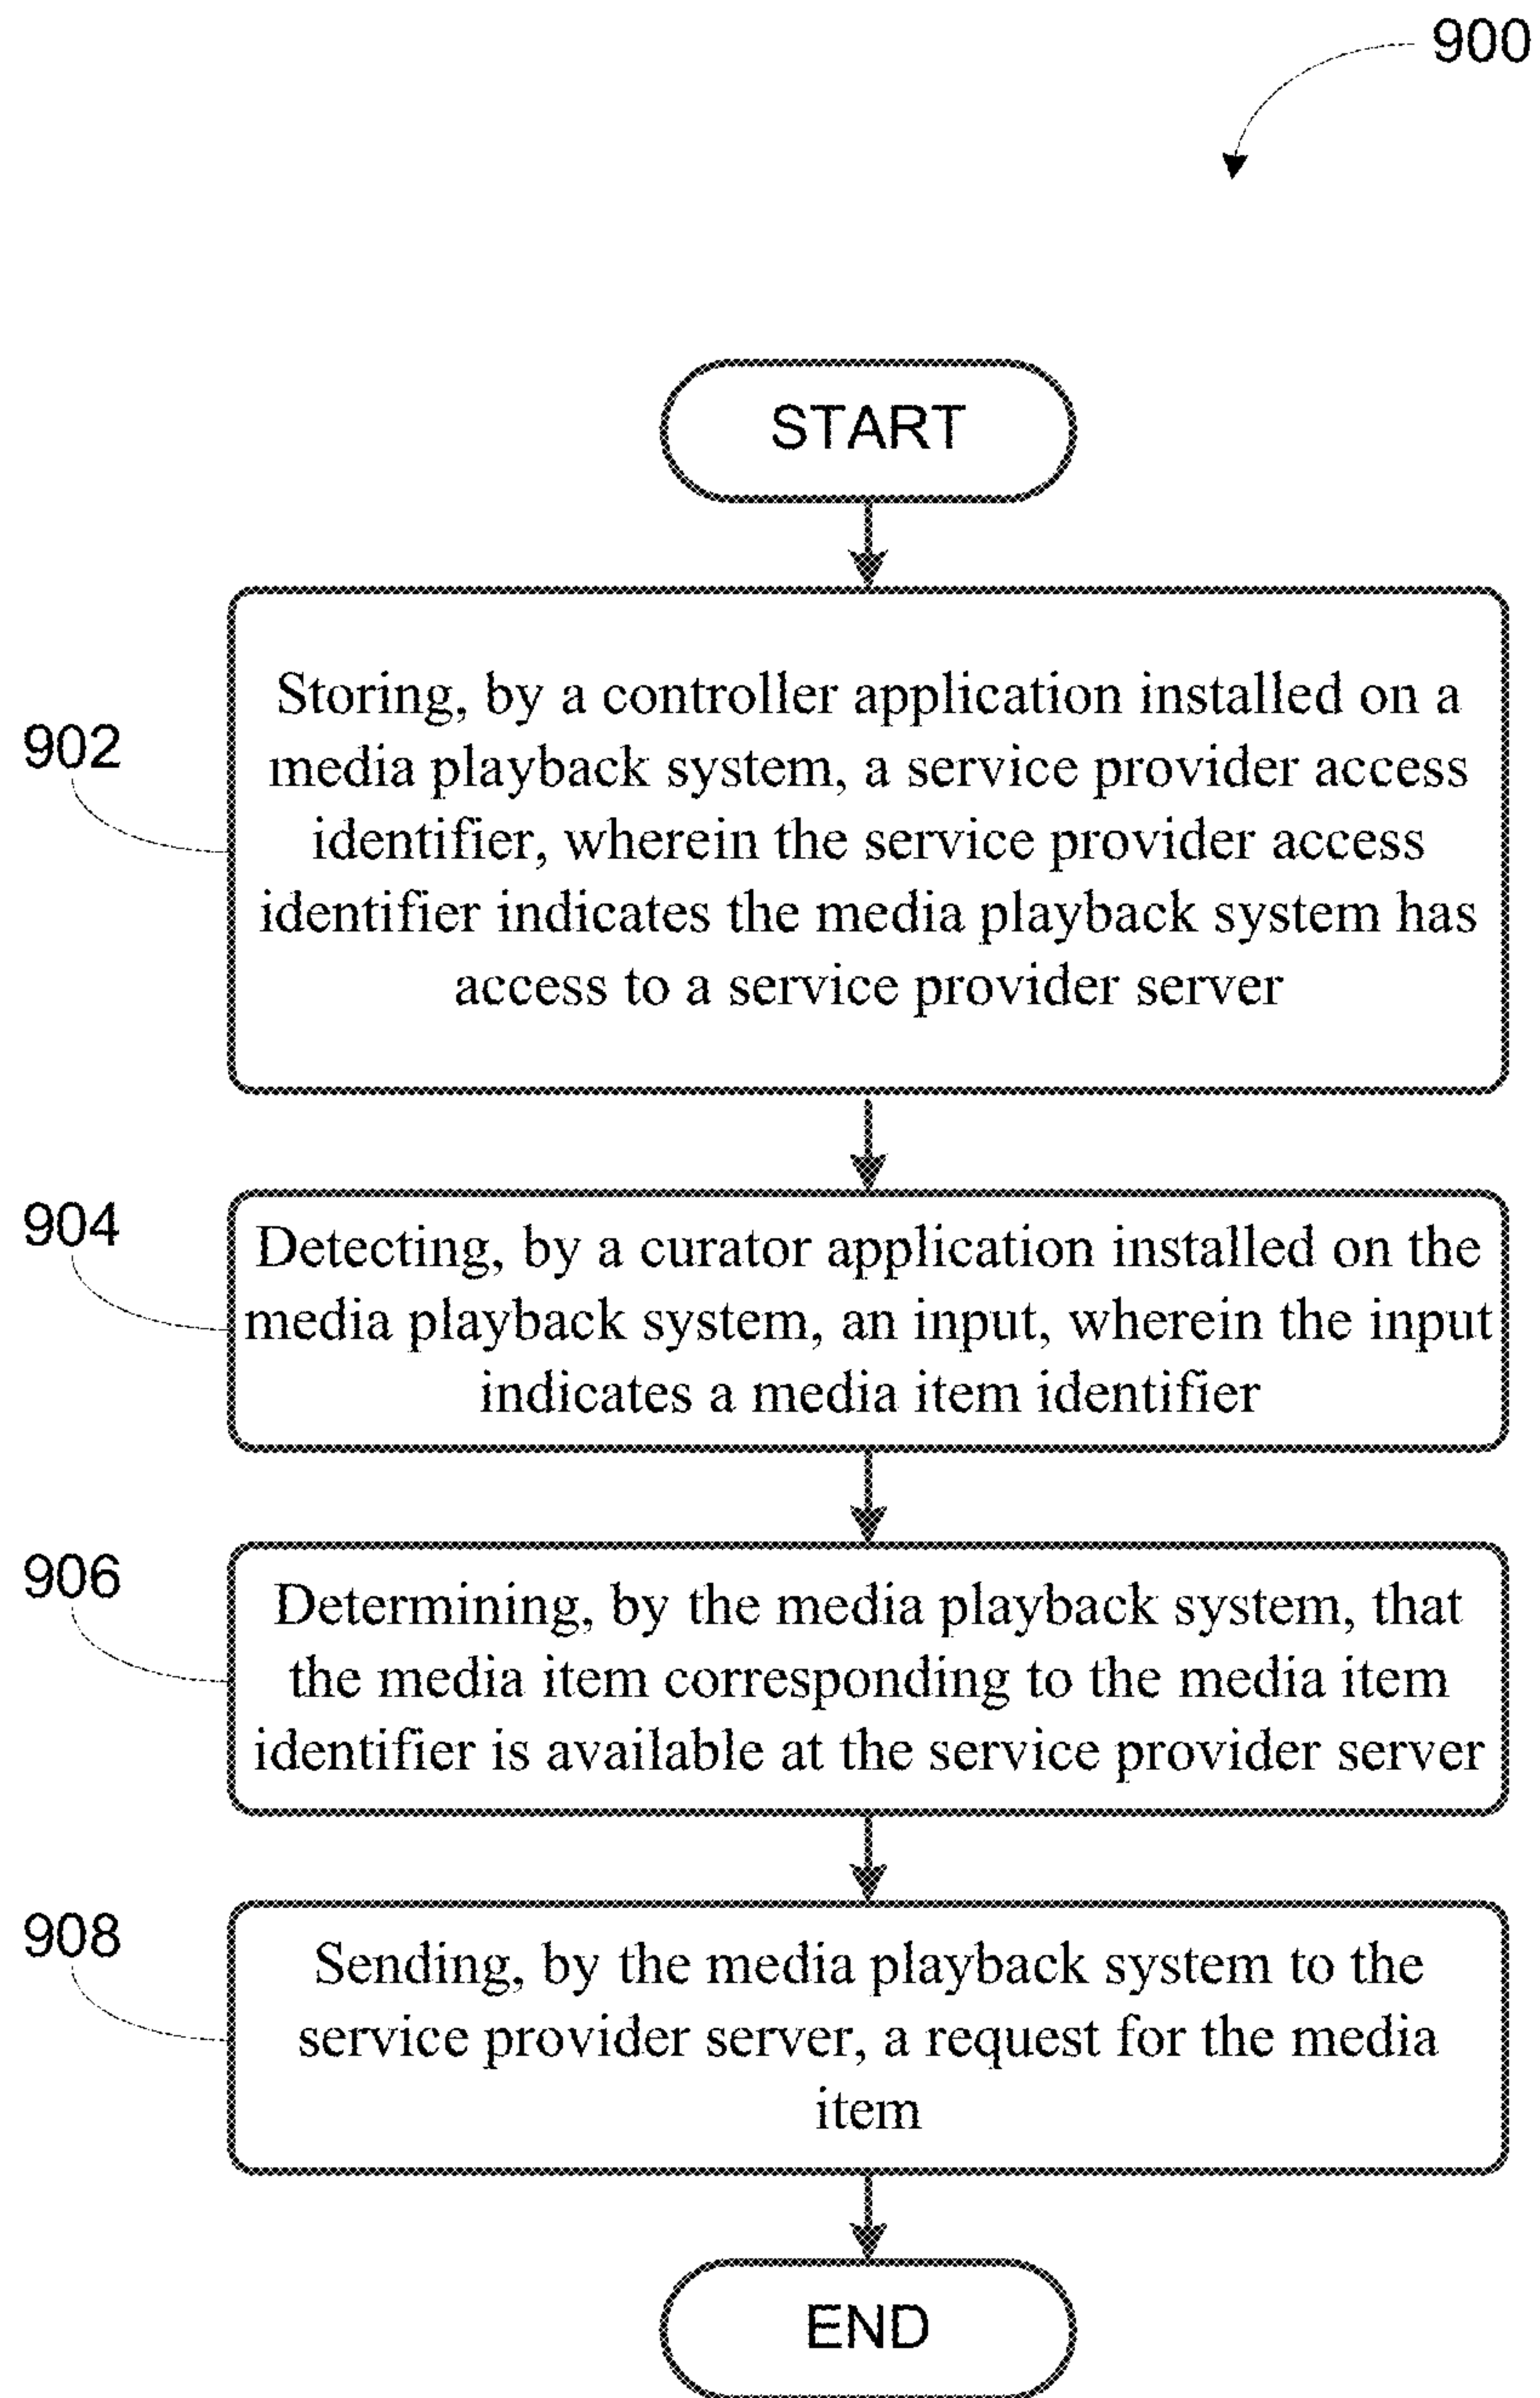 900
START
902
Storing, by a controller application installed on a
media playback system, a service provider access
identifier, wherein the service provider access
identifier indicates the media playback system has
access to a service provider server
904
Detecting, by a curator application installed on the
media playback system, an input, wherein the input
indicates a media item identifier
906
Determining, by the media playback system, that
the media item corresponding to the media item
identifier is available at the service provider server
908
Sending, by the media playback system to the
service provider server, a request for the media
item
END